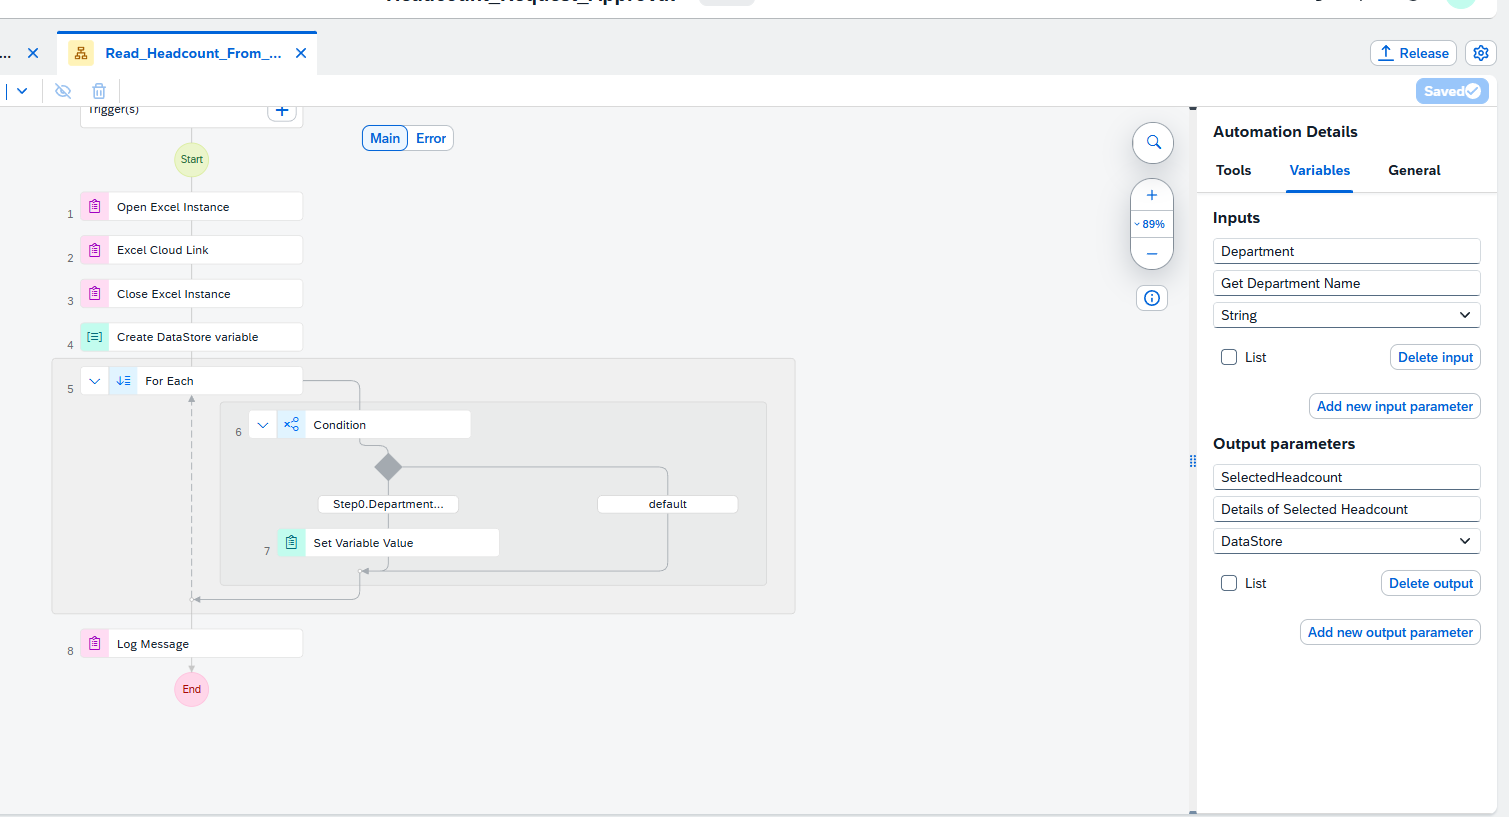 Headcount_Request_Approval
... Read_Headcount_From_...
Release
Saved
Trigger(s)
Main Error
Start
1 Open Excel Instance
2 Excel Cloud Link
3 Close Excel Instance
4 Create DataStore variable
5 For Each
6 Condition
Step0.Department... default
7 Set Variable Value
8 Log Message
End
89%
Automation Details
Tools Variables General
Inputs
Department
Get Department Name
String
List Delete input
Add new input parameter
Output parameters
SelectedHeadcount
Details of Selected Headcount
DataStore
List Delete output
Add new output parameter